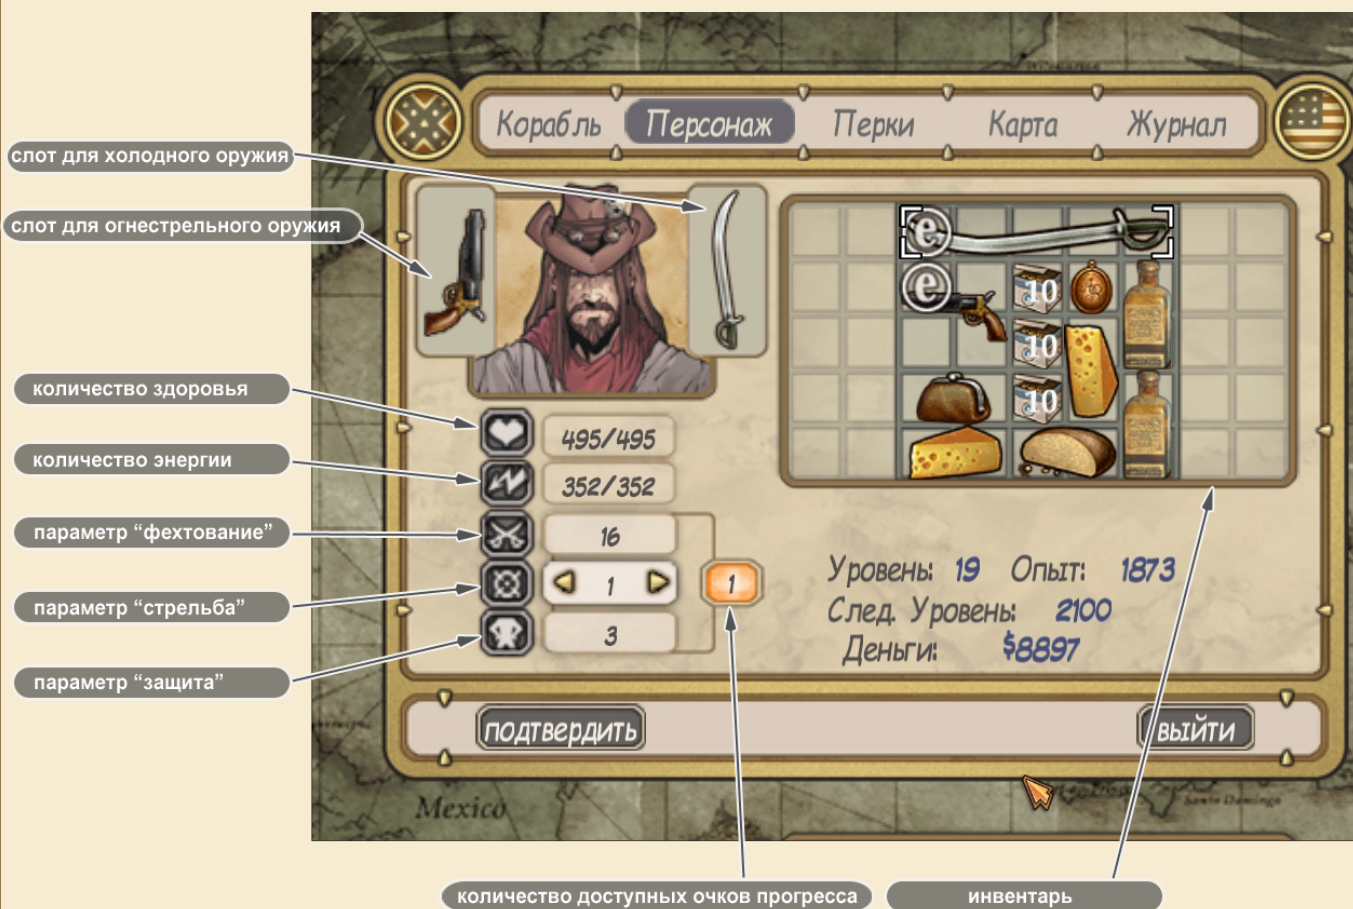 Корабль Персонаж Перки Карта Журнал
слот для холодного оружия
слот для огнестрельного оружия
e
e
10
10
10
количество здоровья
495/495
количество энергии
352/352
параметр “фехтование”
16
параметр “стрельба”
1
1
параметр “защита”
3
Уровень: 19 Опыт: 1873
След. Уровень: 2100
Деньги: $8897
подтвердить
выйти
Mexico
Santo Domingo
количество доступных очков прогресса
инвентарь